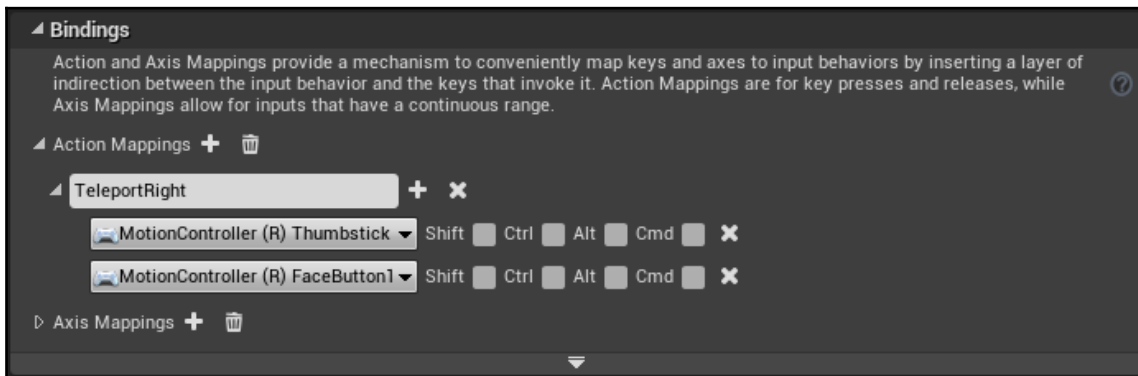 Bindings
Action and Axis Mappings provide a mechanism to conveniently map keys and axes to input behaviors by inserting a layer of
indirection between the input behavior and the keys that invoke it. Action Mappings are for key presses and releases, while
Axis Mappings allow for inputs that have a continuous range.
Action Mappings
TeleportRight
MotionController (R) Thumbstick Shift Ctrl Alt Cmd
MotionController (R) FaceButton1 Shift Ctrl Alt Cmd
Axis Mappings